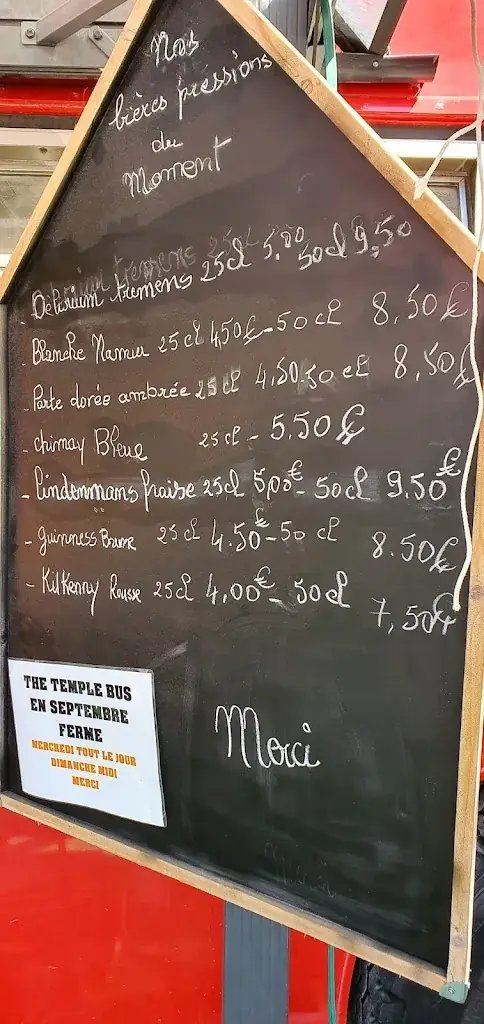 Nos
bières pressions
du
Moment
Délirium tremens 25cl 5.00 50cl 9,50
- Blanche Namur 25cl 4,50€ - 50cl 8,50€
- Porte dorée ambrée 25cl 4,50 - 50cl 8,50€
- chimay Bleue 25cl - 5,50€
- Lindenmans fraise 25cl 5,00€ - 50cl 9.50€
- Guinness Brune 25cl 4.50€ - 50cl 8.50€
- Kilkenny Rousse 25cl 4,00€ - 50cl 7,50€
Merci
THE TEMPLE BUS
EN SEPTEMBRE
FERME
MERCREDI TOUT LE JOUR
DIMANCHE MIDI
MERCI